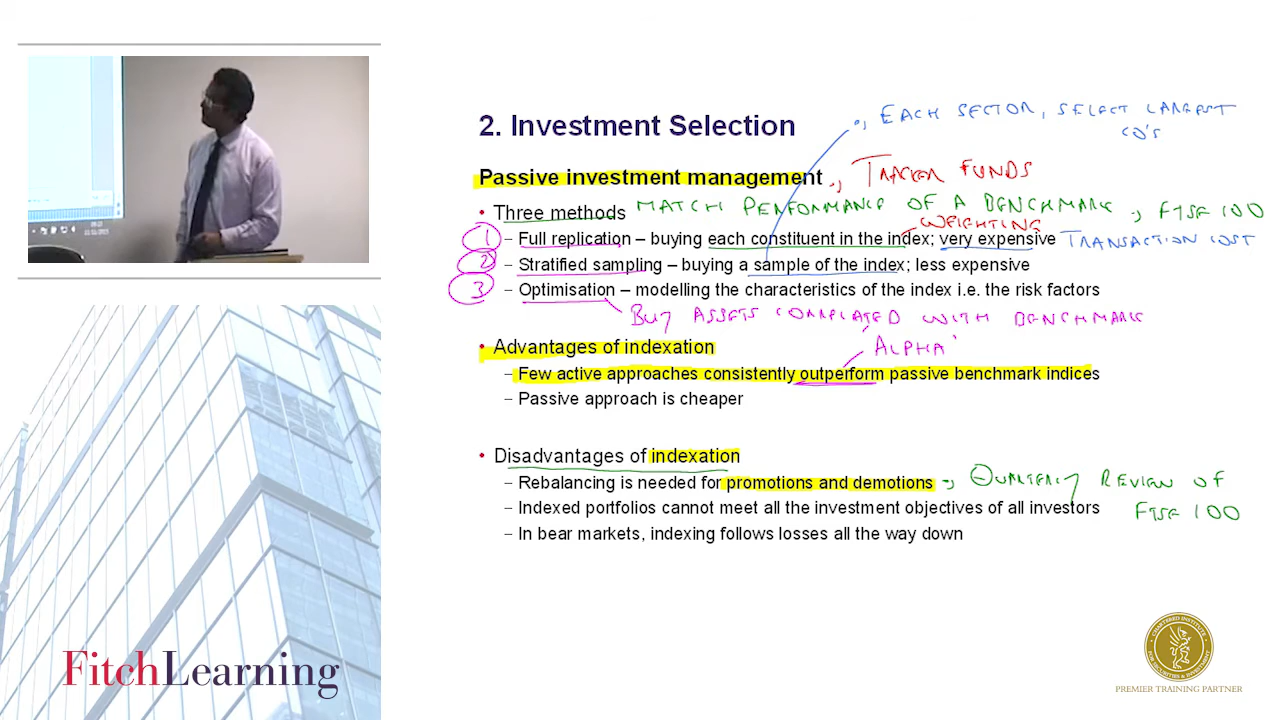 2. Investment Selection
EACH SECTOR, SELECT LARGEST
CO'S
Passive investment management
TRACKER FUNDS
• Three methods
MATCH PERFORMANCE OF A BENCHMARK, FTSE 100
WEIGHTING
1
– Full replication – buying each constituent in the index; very expensive
TRANSACTION COST
2
– Stratified sampling – buying a sample of the index; less expensive
3
– Optimisation – modelling the characteristics of the index i.e. the risk factors
BUY ASSETS CORRELATED WITH BENCHMARK
• Advantages of indexation
'ALPHA'
– Few active approaches consistently outperform passive benchmark indices
– Passive approach is cheaper
• Disadvantages of indexation
– Rebalancing is needed for promotions and demotions
QUARTERLY REVIEW OF
FTSE 100
– Indexed portfolios cannot meet all the investment objectives of all investors
– In bear markets, indexing follows losses all the way down
FitchLearning
CHARTERED INSTITUTE
FOR SECURITIES & INVESTMENT
PREMIER TRAINING PARTNER